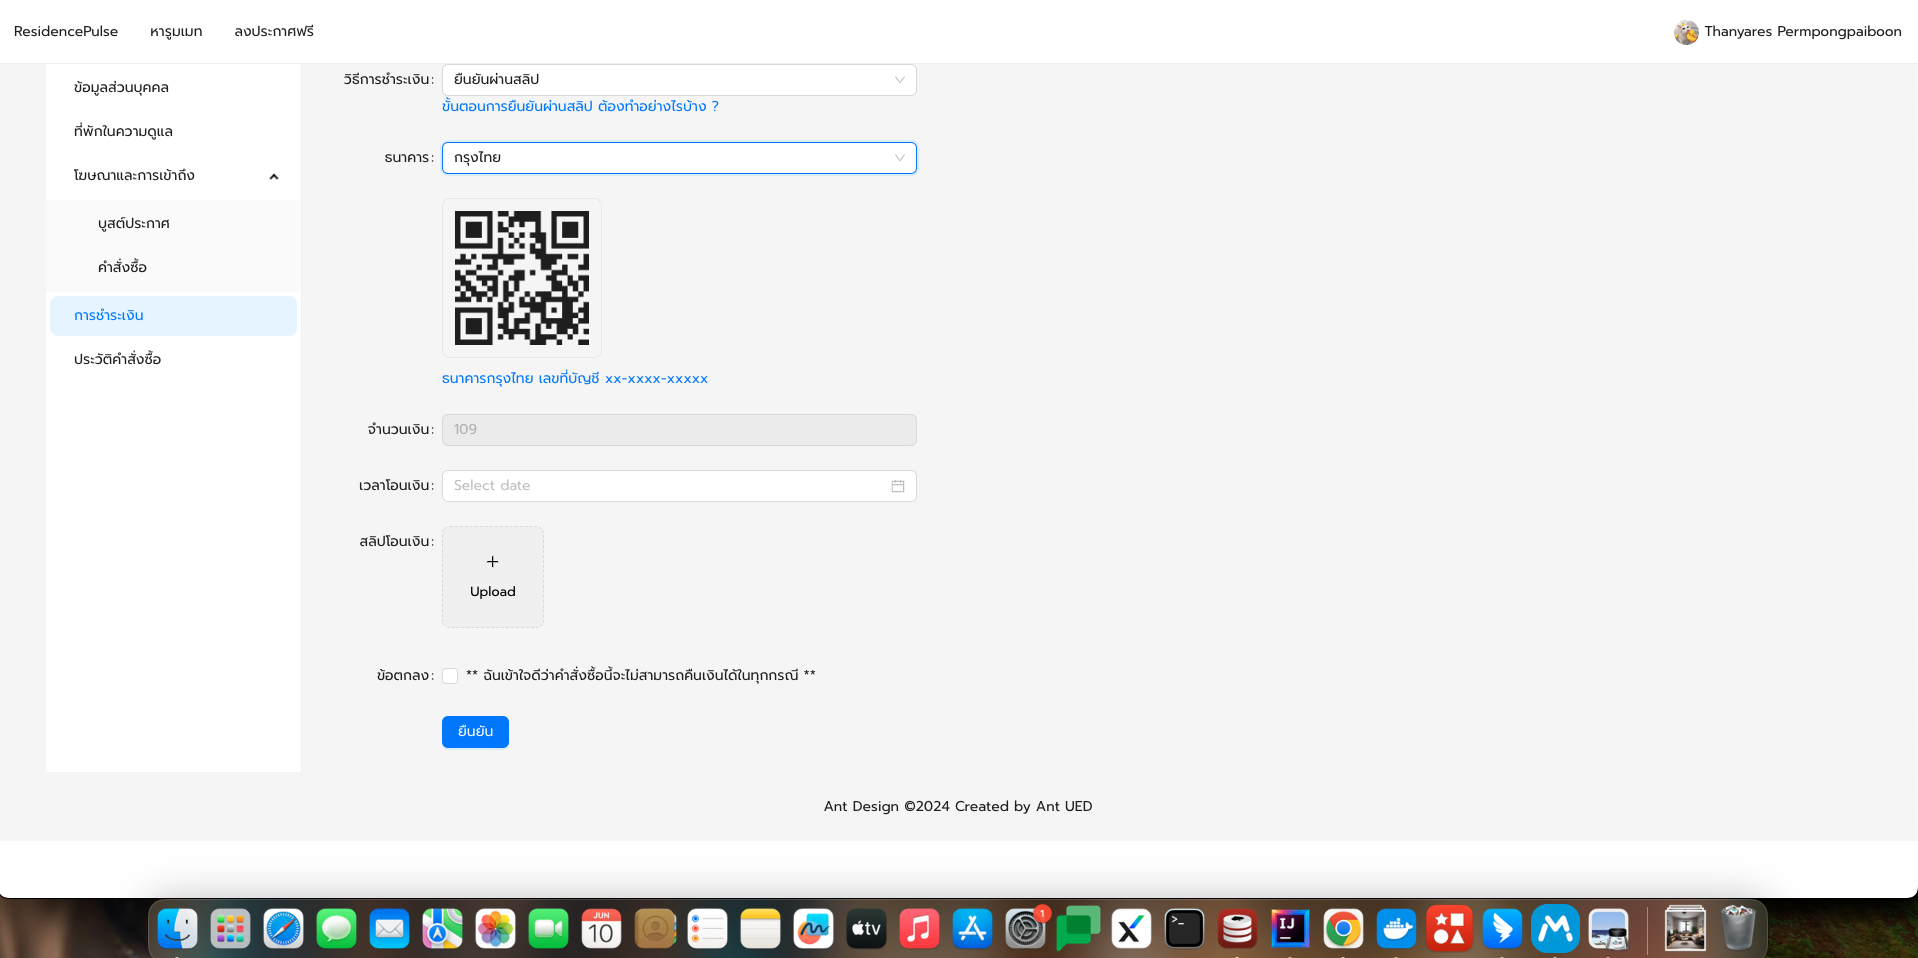 ResidencePulse หารูมเมท ลงประกาศฟรี Thanyares Permpongpaiboon
ข้อมูลส่วนบุคคล
ที่พักในความดูแล
โฆษณาและการเข้าถึง
บูสต์ประกาศ
คำสั่งซื้อ
การชำระเงิน
ประวัติคำสั่งซื้อ
วิธีการชำระเงิน: ยืนยันผ่านสลิป
ขั้นตอนการยืนยันผ่านสลิป ต้องทำอย่างไรบ้าง ?
ธนาคาร: กรุงไทย
ธนาคารกรุงไทย เลขที่บัญชี xx-xxxx-xxxxx
จำนวนเงิน: 109
เวลาโอนเงิน: Select date
สลิปโอนเงิน:
+
Upload
ข้อตกลง: ** ฉันเข้าใจดีว่าคำสั่งซื้อนี้จะไม่สามารถคืนเงินได้ในทุกกรณี **
ยืนยัน
Ant Design ©2024 Created by Ant UED
JUN
10
tv
1
>_
IJ